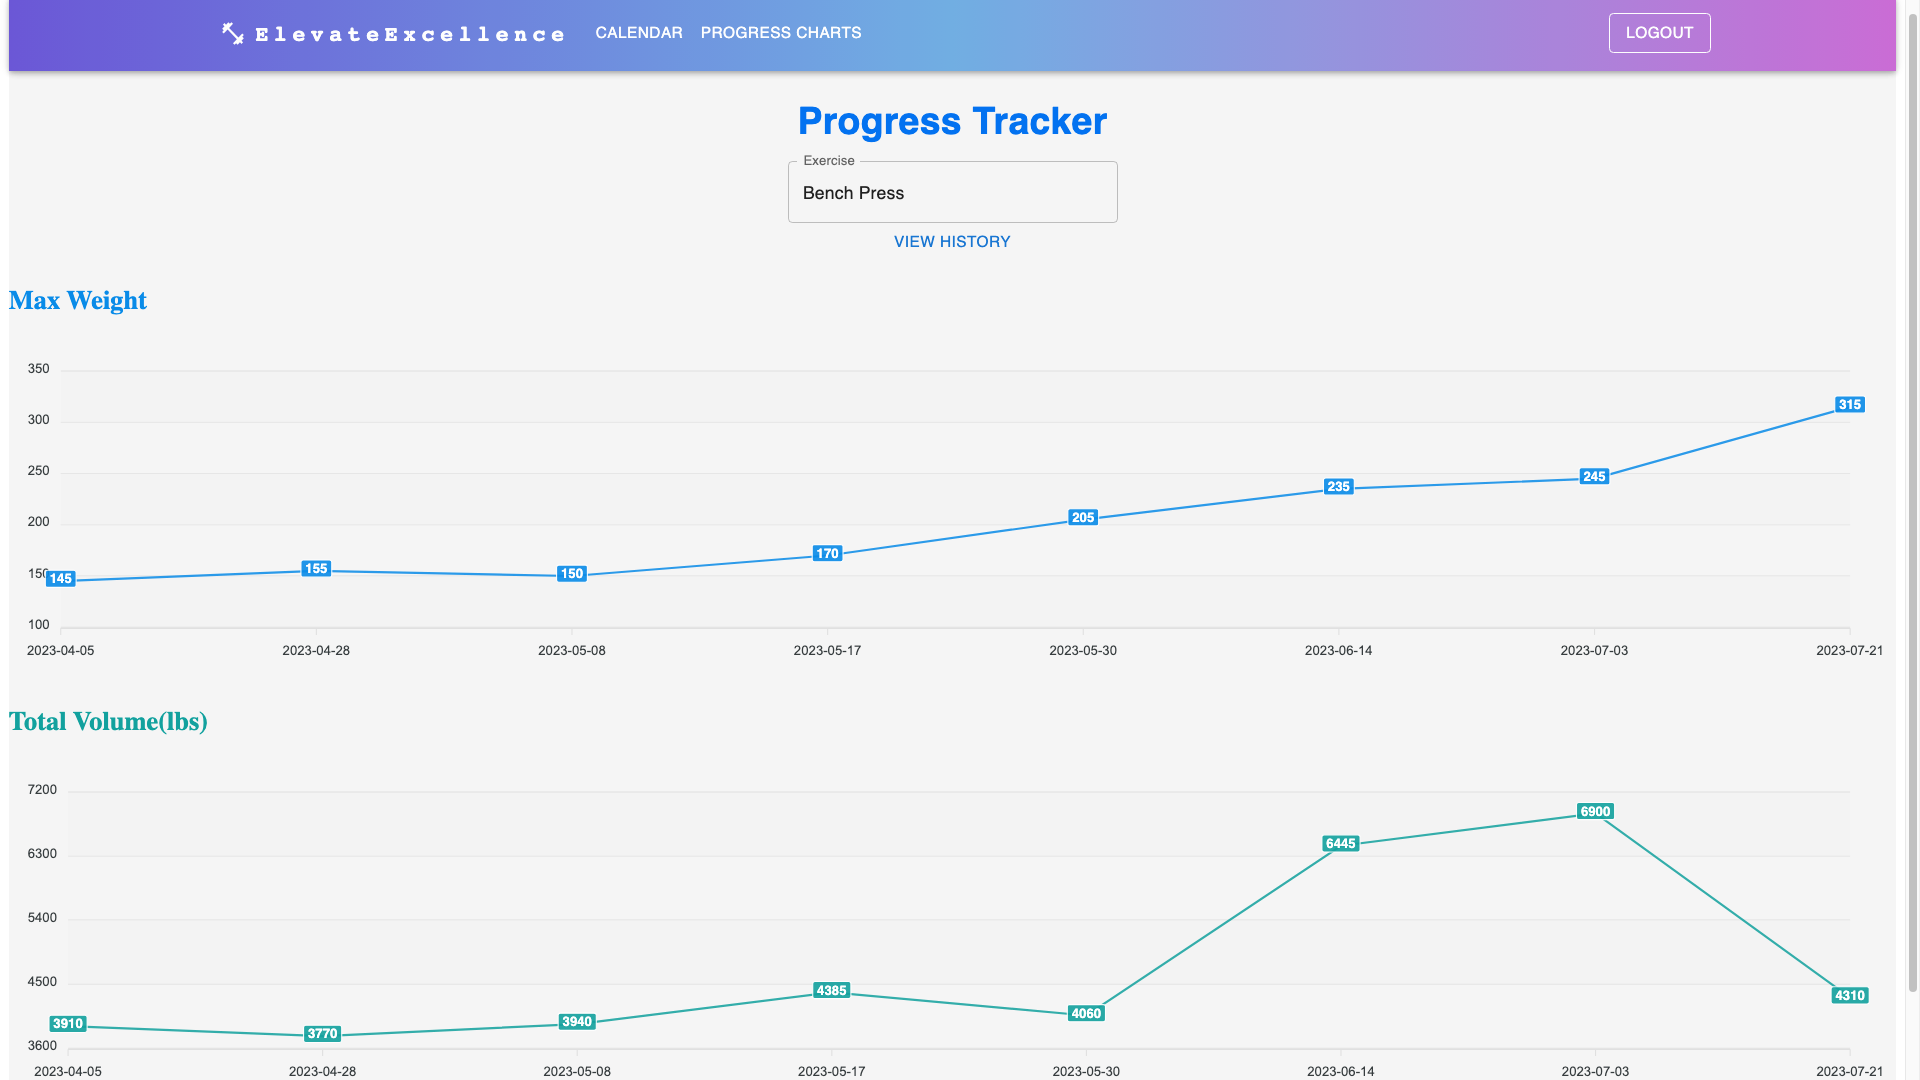 ElevateExcellence CALENDAR PROGRESS CHARTS LOGOUT
Progress Tracker
Exercise
Bench Press
VIEW HISTORY
Max Weight
350
300
250
200
150
100
145 155 150 170 205 235 245 315
2023-04-05 2023-04-28 2023-05-08 2023-05-17 2023-05-30 2023-06-14 2023-07-03 2023-07-21
Total Volume(lbs)
7200
6300
5400
4500
3600
3910 3770 3940 4385 4060 6445 6900 4310
2023-04-05 2023-04-28 2023-05-08 2023-05-17 2023-05-30 2023-06-14 2023-07-03 2023-07-21